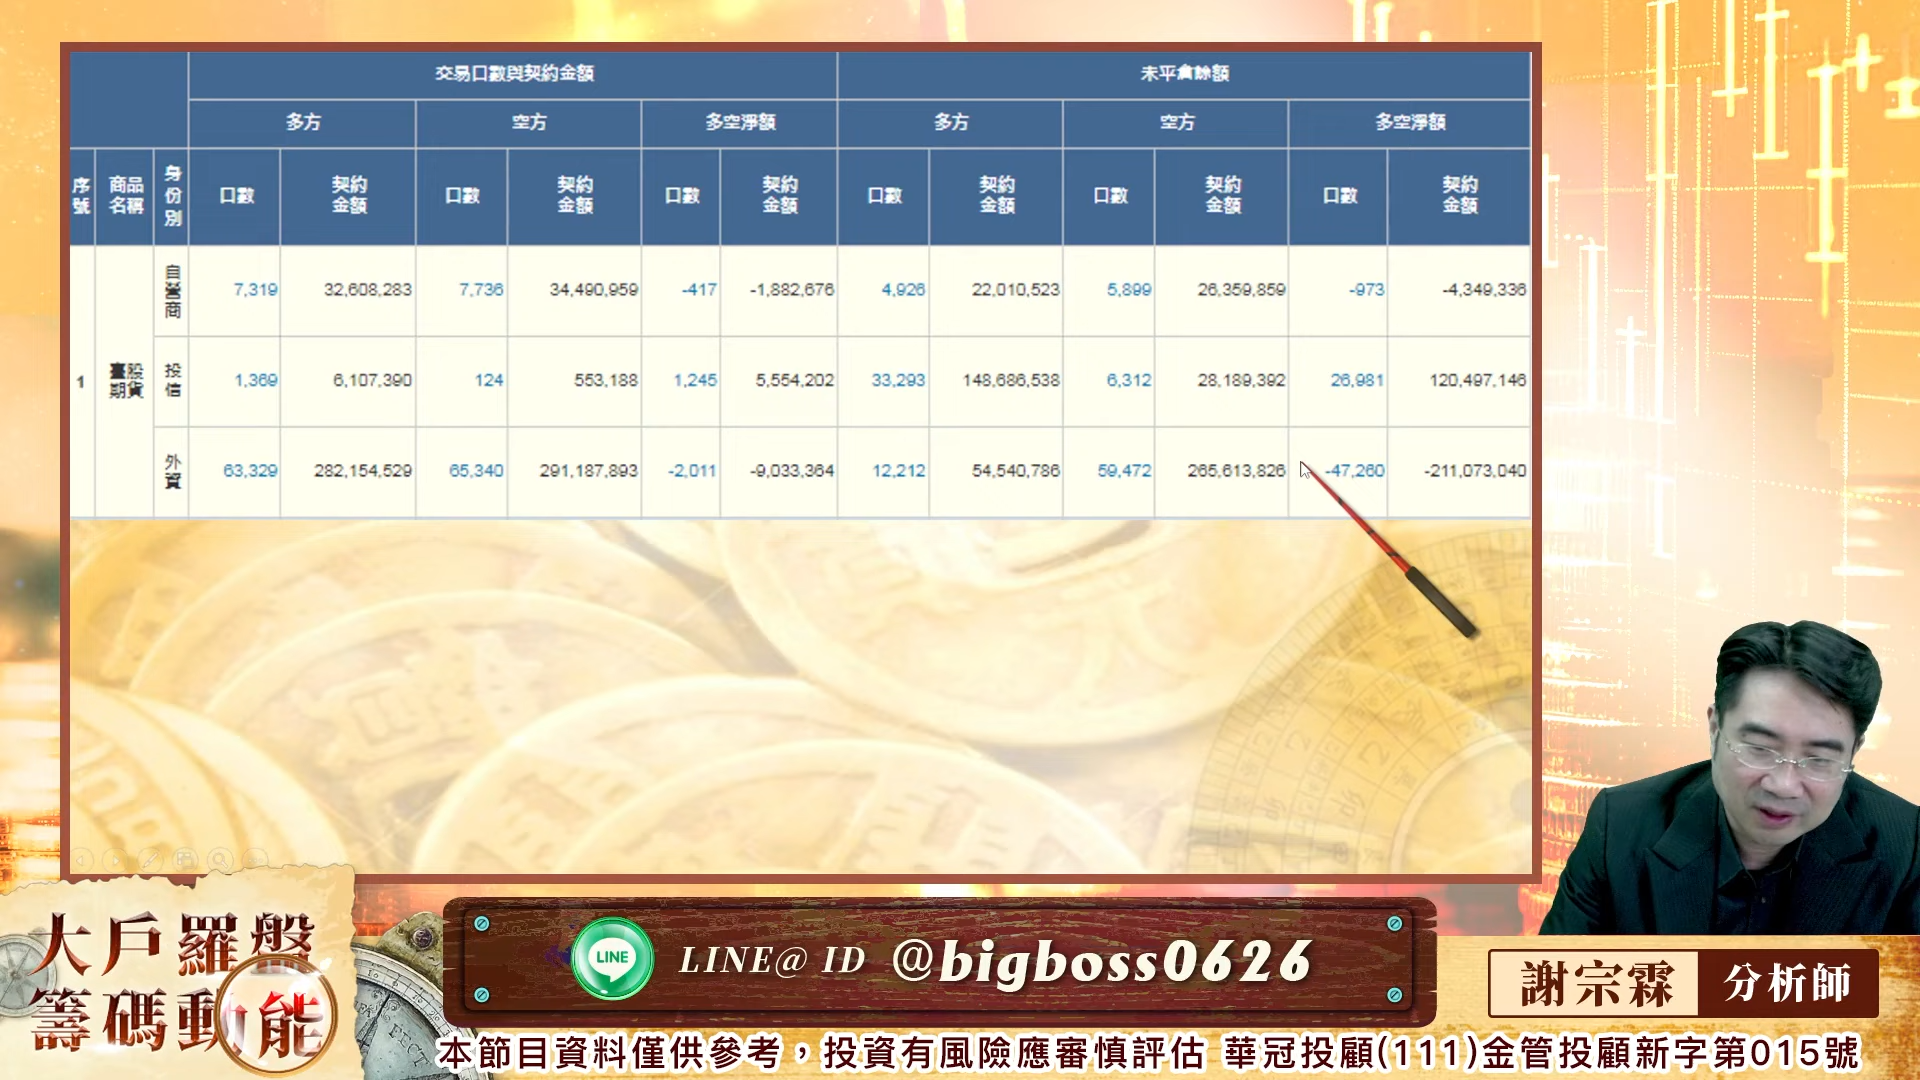 交易口數與契約金額 未平倉餘額
多方 空方 多空淨額 多方 空方 多空淨額
序號 商品名稱 身份別 口數 契約金額 口數 契約金額 口數 契約金額 口數 契約金額 口數 契約金額 口數 契約金額
1 臺股期貨
自營商 7,319 32,608,283 7,736 34,490,959 -417 -1,882,676 4,926 22,010,523 5,899 26,359,859 -973 -4,349,336
投信 1,369 6,107,390 124 553,188 1,245 5,554,202 33,293 148,686,538 6,312 28,189,392 26,981 120,497,146
外資 63,329 282,154,529 65,340 291,187,893 -2,011 -9,033,364 12,212 54,540,786 59,472 265,613,826 -47,260 -211,073,040
大戶羅盤
籌碼動能
LINE LINE@ ID @bigboss0626
謝宗霖 分析師
本節目資料僅供參考，投資有風險應審慎評估 華冠投顧(111)金管投顧新字第015號